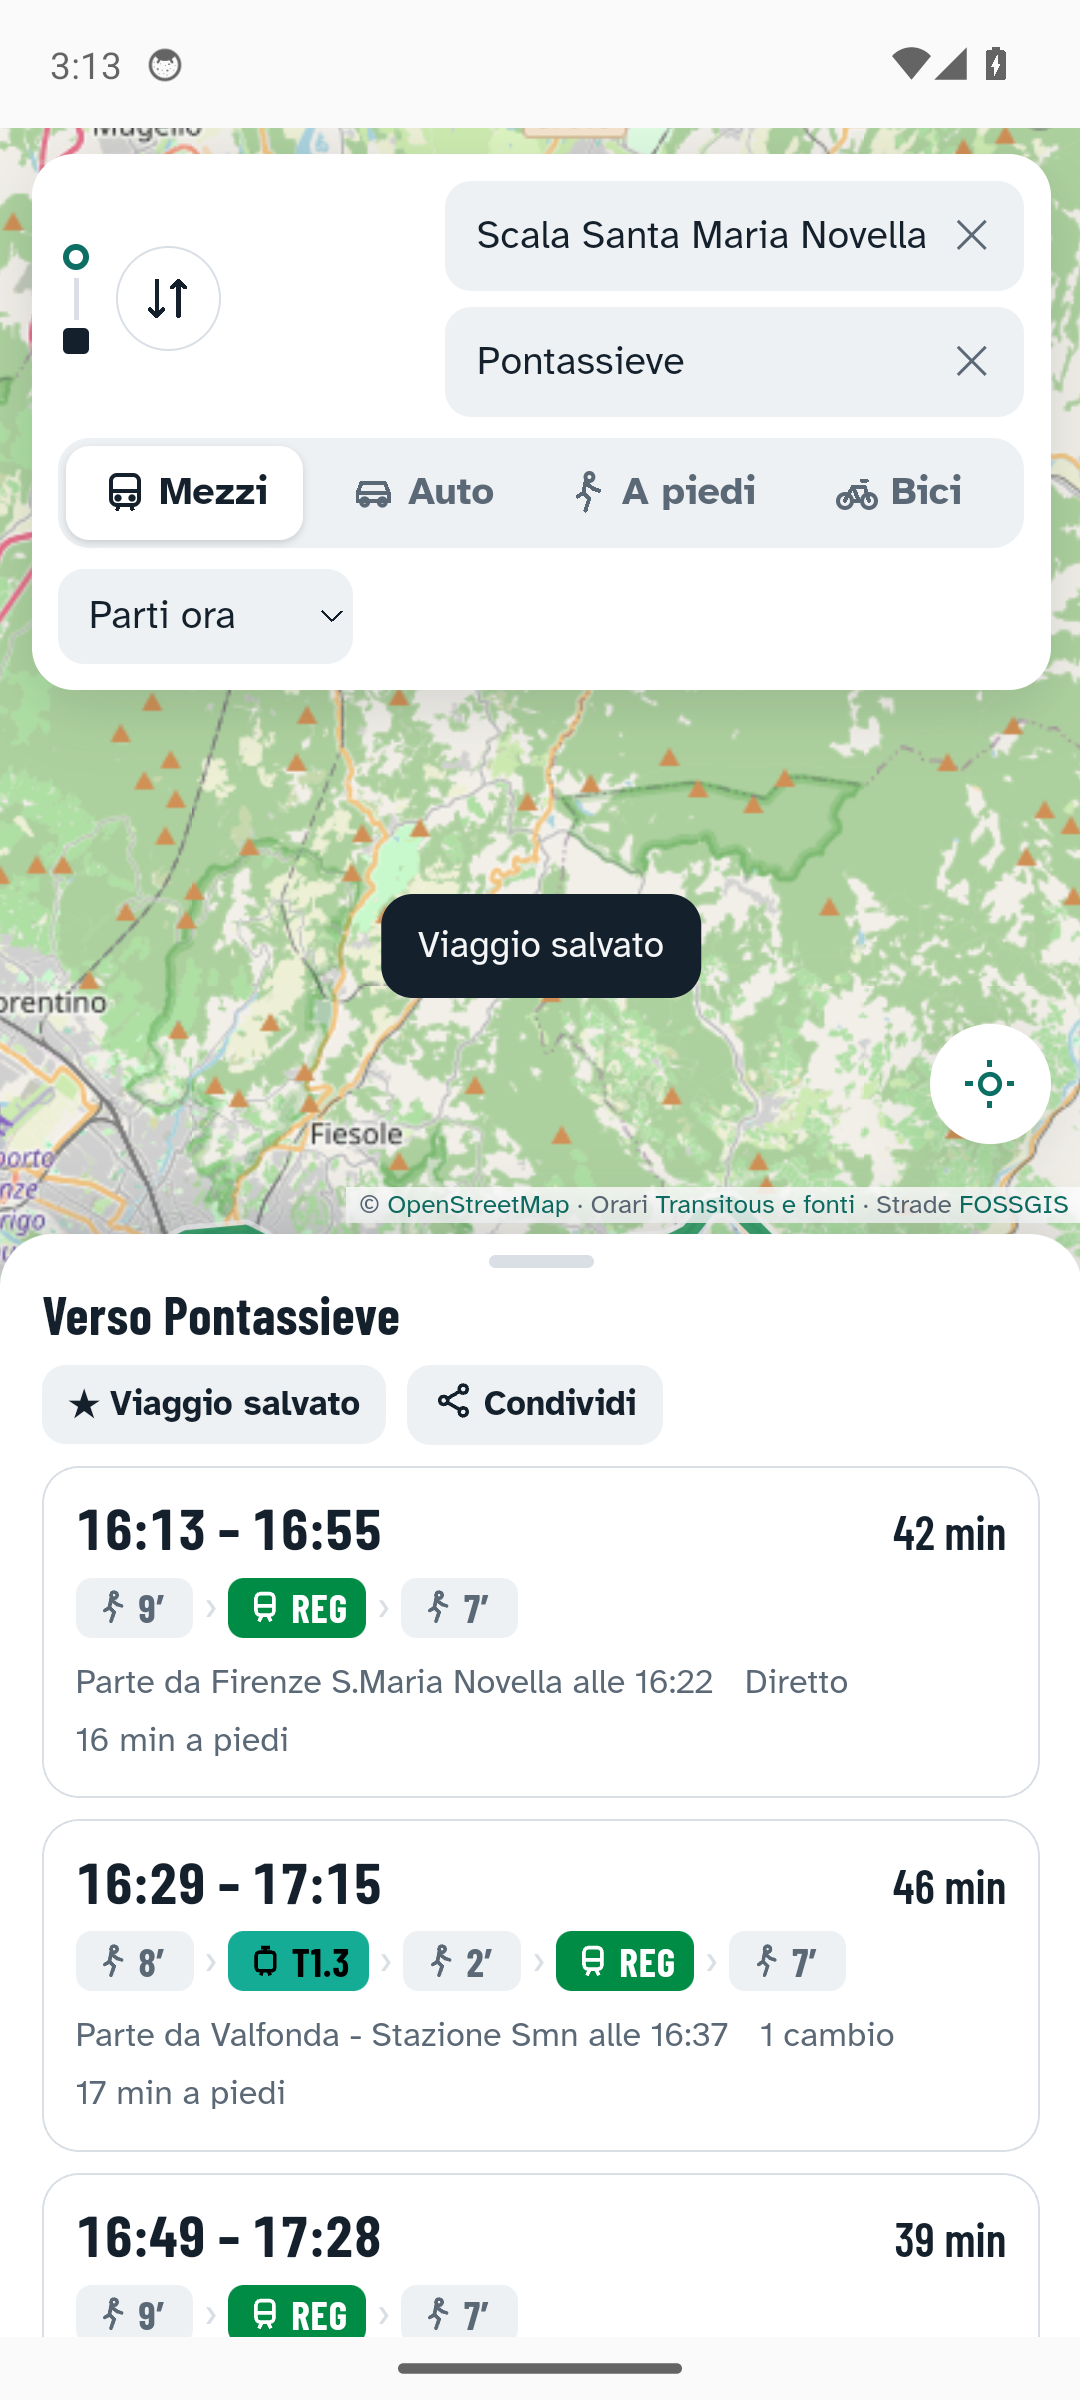 3:13
Mugello
Scala Santa Maria Novella
Pontassieve
Mezzi
Auto
A piedi
Bici
Parti ora
Viaggio salvato
orentino
Fiesole
porto
nze
rigo
© OpenStreetMap · Orari Transitous e fonti · Strade FOSSGIS
Verso Pontassieve
★ Viaggio salvato
Condividi
16:13 – 16:55
42 min
9′ › REG › 7′
Parte da Firenze S.Maria Novella alle 16:22 Diretto
16 min a piedi
16:29 – 17:15
46 min
8′ › T1.3 › 2′ › REG › 7′
Parte da Valfonda - Stazione Smn alle 16:37 1 cambio
17 min a piedi
16:49 – 17:28
39 min
9′ › REG › 7′